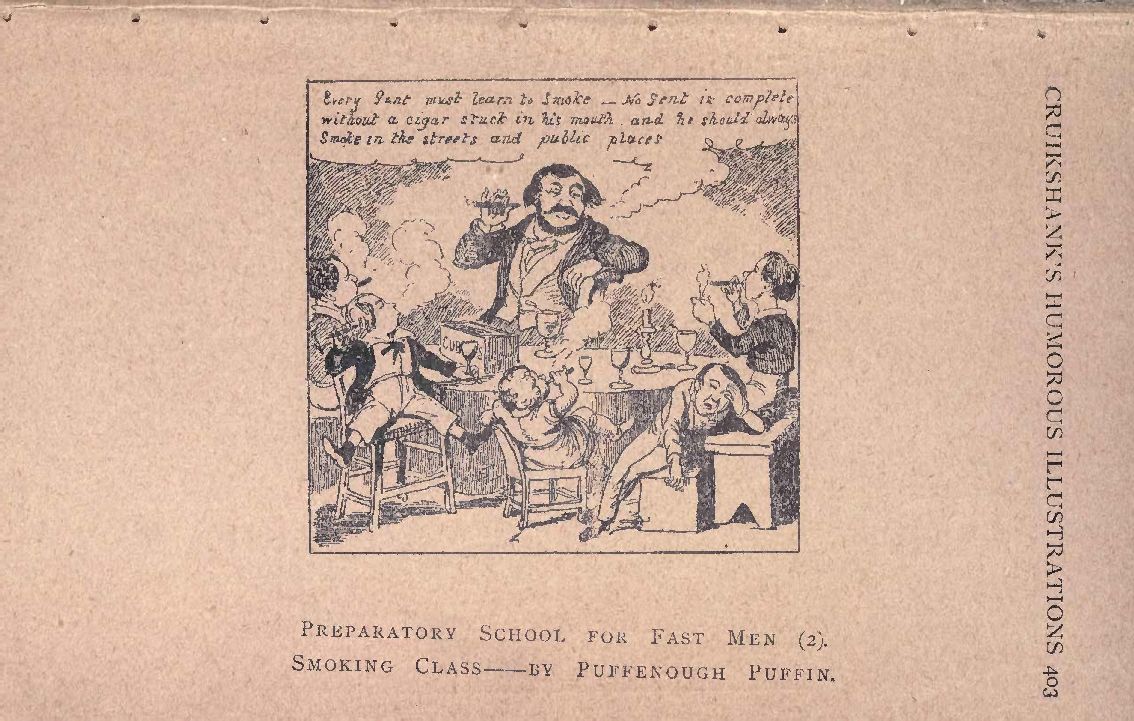 Every Gent must learn to Smoke — No Gent is complete
without a cigar stuck in his mouth and he should always
Smoke in the streets and public places
CUB
PREPARATORY SCHOOL FOR FAST MEN (2).
SMOKING CLASS——BY PUFFENOUGH PUFFIN.
CRUIKSHANK'S HUMOROUS ILLUSTRATIONS 403